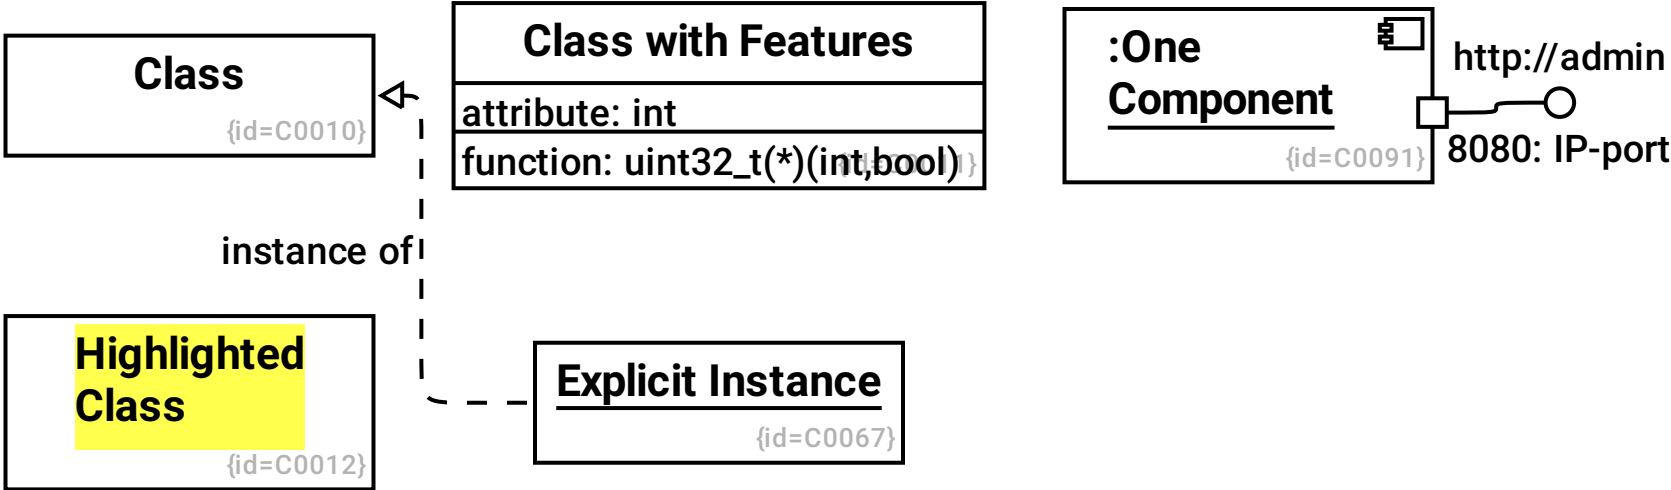 Class
{id=C0010}
Class with Features
attribute: int
function: uint32_t(*)(int,bool)
:One
Component
{id=C0091}
http://admin
8080: IP-port
instance of
Highlighted
Class
{id=C0012}
Explicit Instance
{id=C0067}